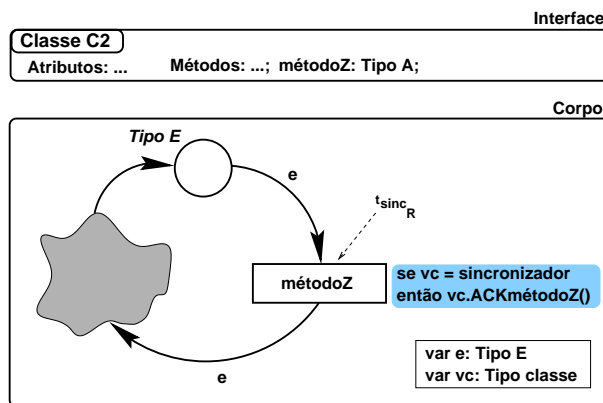 Interface
Classe C2
Atributos: ... Métodos: ...; métodoZ: Tipo A;
Corpo
Tipo E
e
tsincR
métodoZ
se vc = sincronizador
então vc.ACKmétodoZ()
e
var e: Tipo E
var vc: Tipo classe